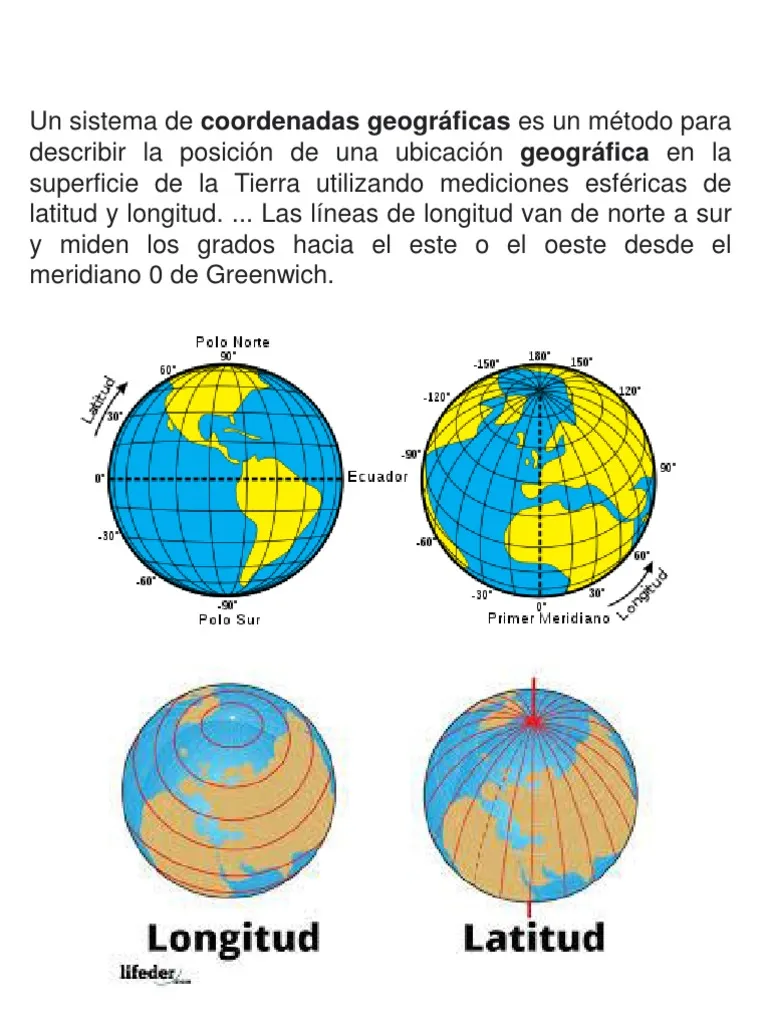 Un sistema de coordenadas geográficas es un método para
describir la posición de una ubicación geográfica en la
superficie de la Tierra utilizando mediciones esféricas de
latitud y longitud. ... Las líneas de longitud van de norte a sur
y miden los grados hacia el este o el oeste desde el
meridiano 0 de Greenwich.
Polo Norte
90°
60°
Latitud
30°
0°
Ecuador
-30°
-60°
-90°
Polo Sur
180°
-150°
150°
-120°
120°
-90°
90°
-60°
60°
-30°
30°
0°
Longitud
Primer Meridiano
Longitud
Latitud
lifeder